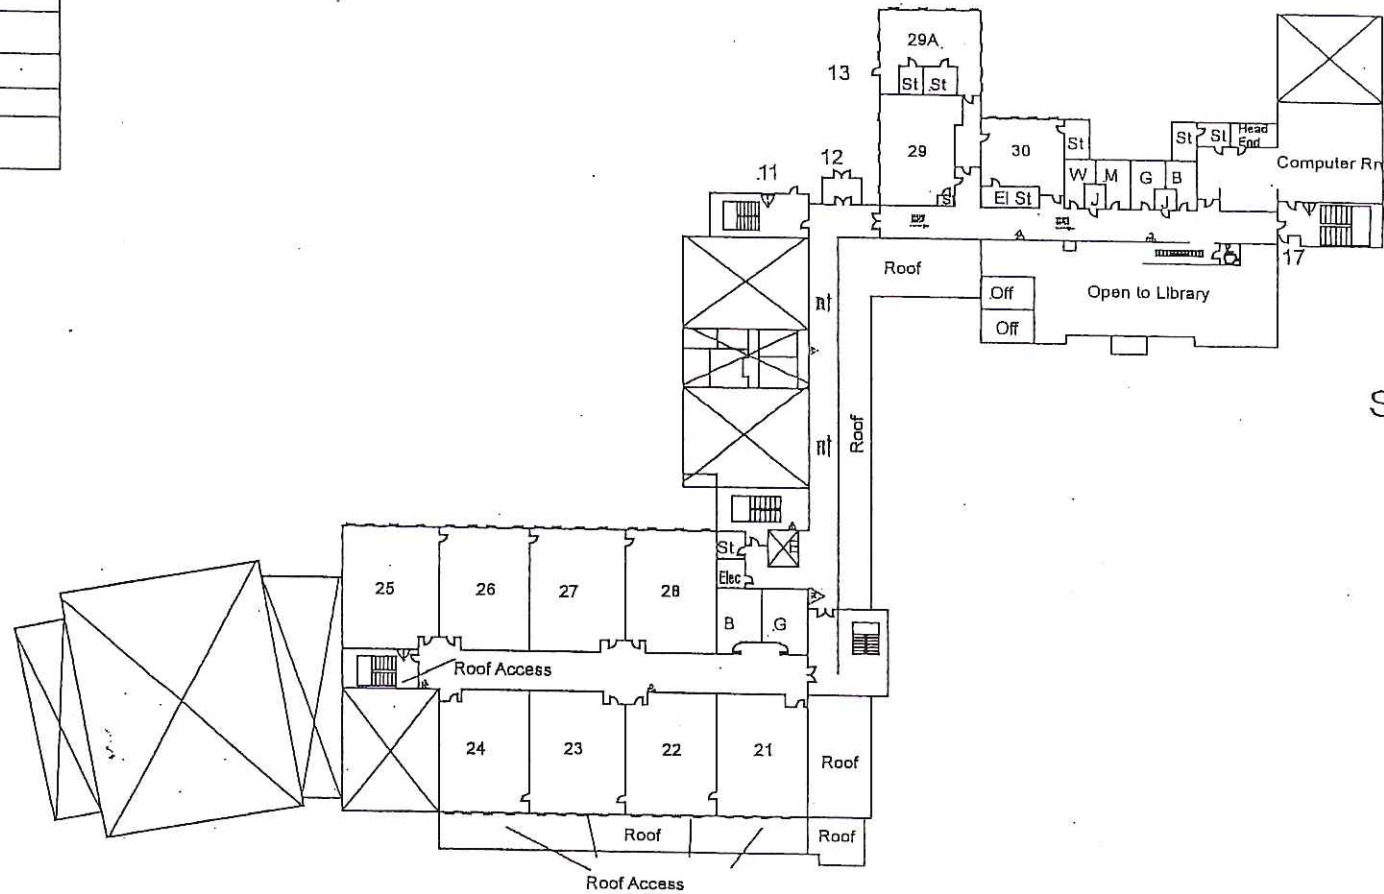 29A
13
St St
St
St St Head
End
29
30
12
11
Computer Rm
W M G B
El St
St
J J
17
Roof
Off
Open to Library
Off
Roof
S
St
Elec
25 26 27 28
B G
Roof Access
24 23 22 21
Roof
Roof
Roof
Roof Access